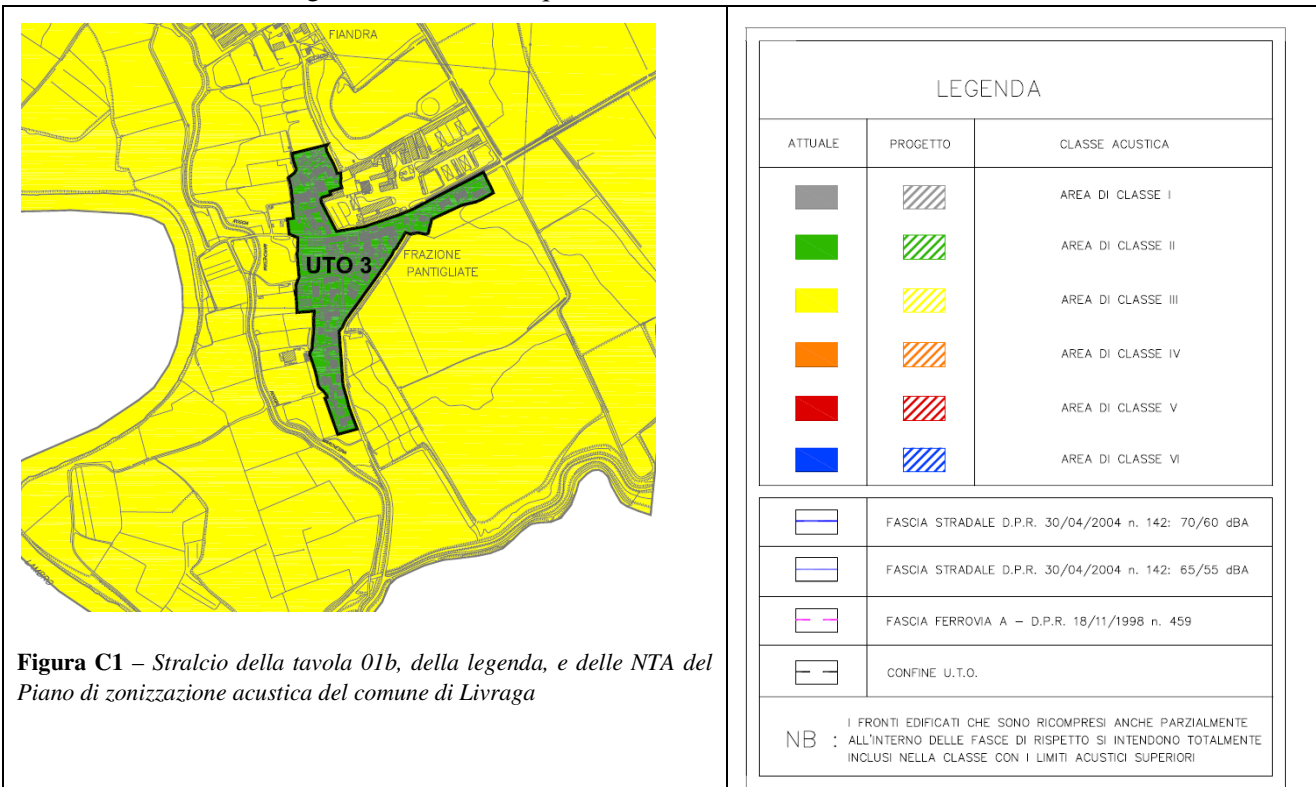 FIANDRA
UTO 3
FRAZIONE
PANTIGLIATE
LAMBRO
Figura C1 – Stralcio della tavola 01b, della legenda, e delle NTA del
Piano di zonizzazione acustica del comune di Livraga
LEGENDA
ATTUALE PROGETTO CLASSE ACUSTICA
AREA DI CLASSE I
AREA DI CLASSE II
AREA DI CLASSE III
AREA DI CLASSE IV
AREA DI CLASSE V
AREA DI CLASSE VI
FASCIA STRADALE D.P.R. 30/04/2004 n. 142: 70/60 dBA
FASCIA STRADALE D.P.R. 30/04/2004 n. 142: 65/55 dBA
FASCIA FERROVIA A – D.P.R. 18/11/1998 n. 459
CONFINE U.T.O.
NB : I FRONTI EDIFICATI CHE SONO RICOMPRESI ANCHE PARZIALMENTE
ALL'INTERNO DELLE FASCE DI RISPETTO SI INTENDONO TOTALMENTE
INCLUSI NELLA CLASSE CON I LIMITI ACUSTICI SUPERIORI